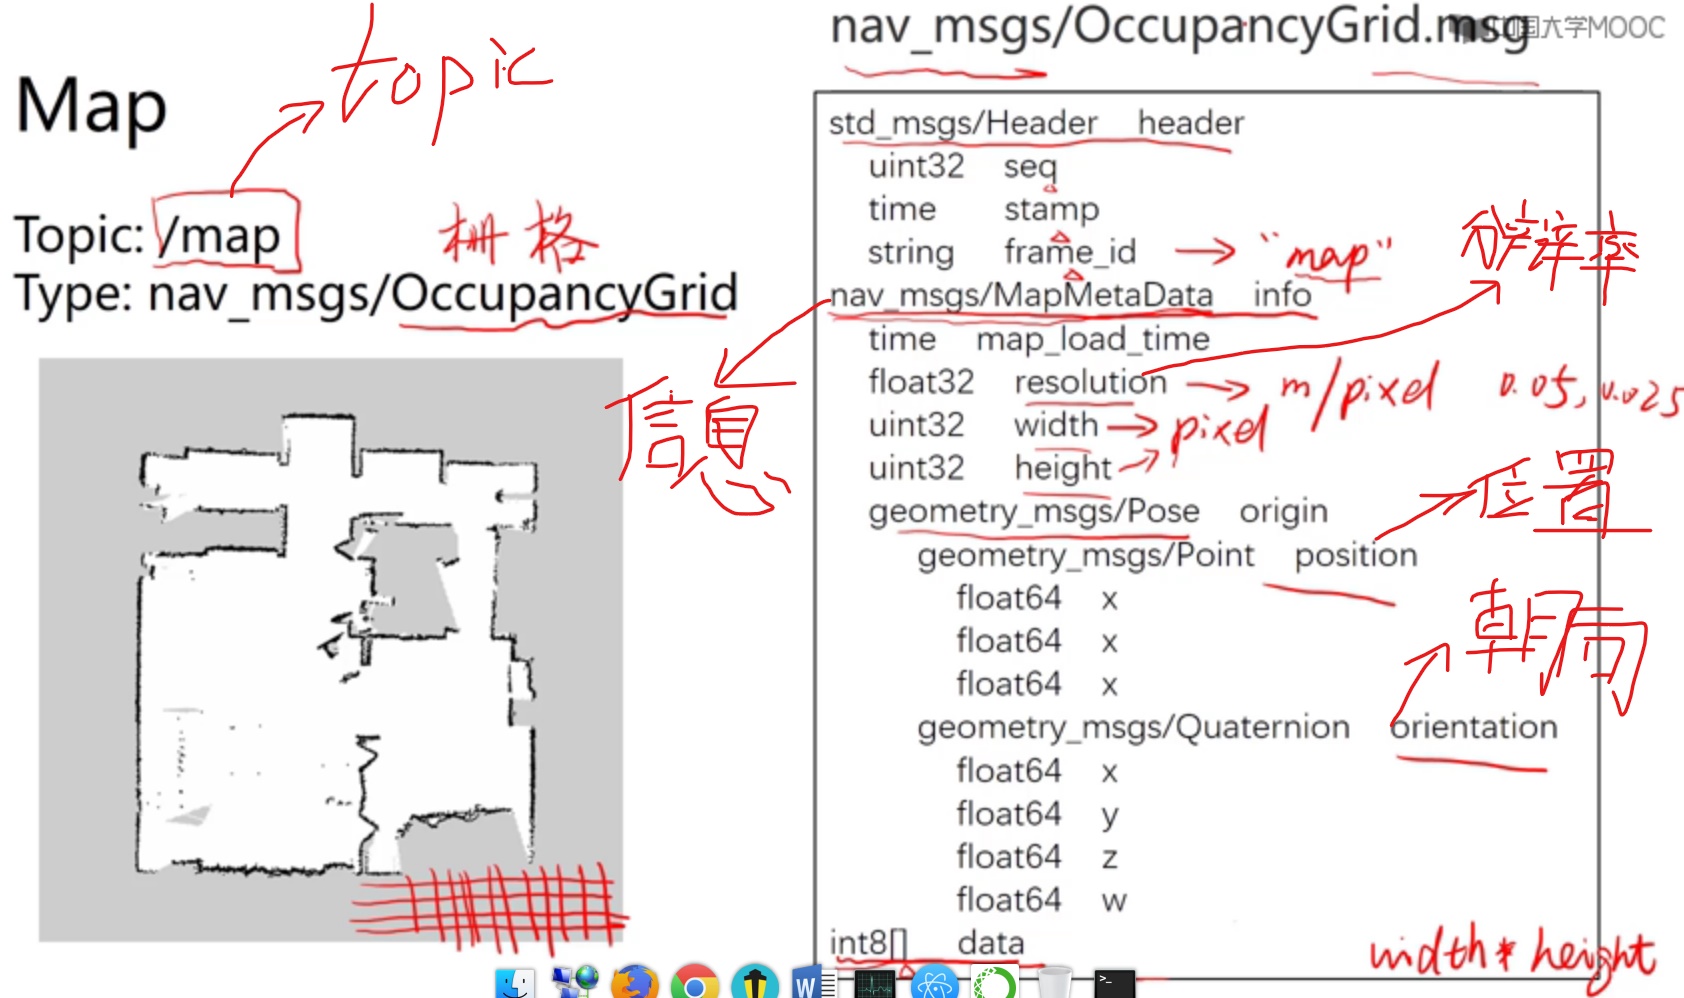 nav_msgs/OccupancyGrid.msg
中国大学MOOC
topic
Map
Topic: /map
栅格
Type: nav_msgs/OccupancyGrid
信息
std_msgs/Header header
uint32 seq
time stamp
string frame_id → "map"
分辨率
nav_msgs/MapMetaData info
time map_load_time
float32 resolution → m/pixel 0.05, 0.025
uint32 width → pixel
uint32 height
位置
geometry_msgs/Pose origin
geometry_msgs/Point position
float64 x
float64 x
float64 x
朝向
geometry_msgs/Quaternion orientation
float64 x
float64 y
float64 z
float64 w
int8[] data
width * height
W
>_